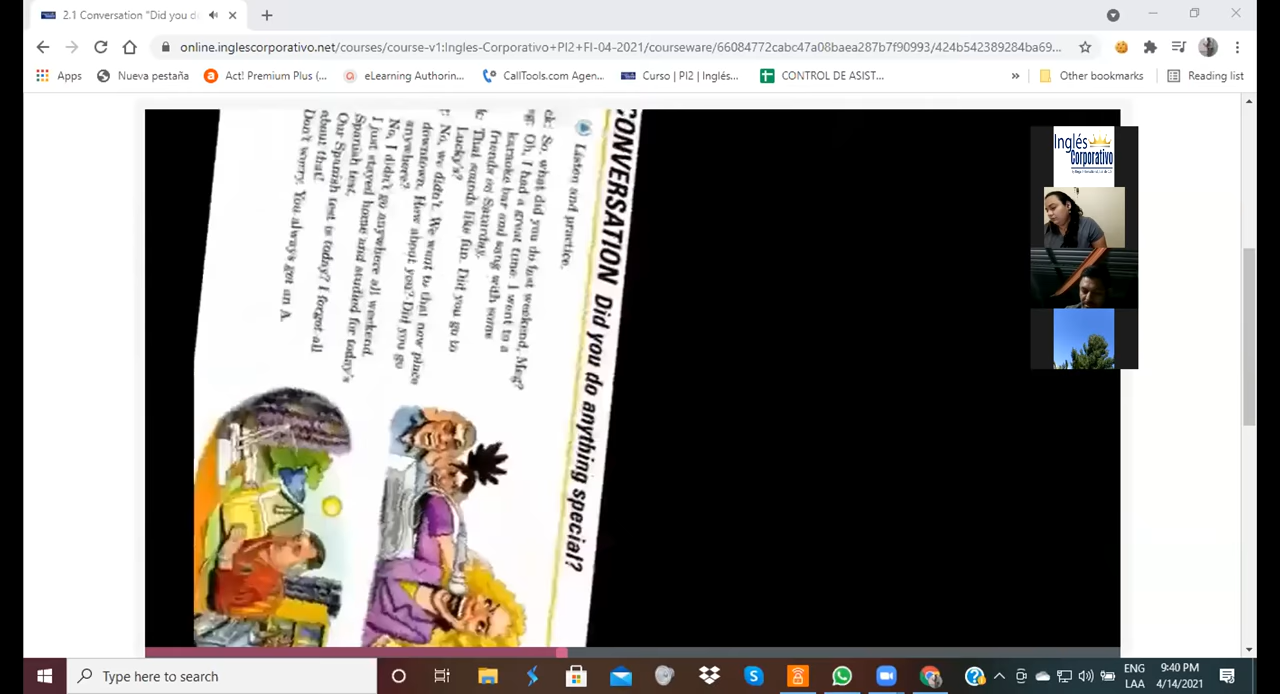 2.1 Conversation "Did you d
online.inglescorporativo.net/courses/course-v1:Ingles-Corporativo+PI2+FI-04-2021/courseware/66084772cabc47a08baea287b7f90993/424b542389284ba69...
Apps
Nueva pestaña
Act! Premium Plus (...
eLearning Authorin...
CallTools.com Agen...
Curso | PI2 | Inglés...
CONTROL DE ASIST...
»
Other bookmarks
Reading list
CONVERSATION Did you do anything special?
Listen and practice.
ck: So, what did you do last weekend, Meg?
eg: Oh, I had a great time. I went to a
karaoke bar and sang with some
friends on Saturday.
k: That sounds like fun. Did you go to
Lucky's?
: No, we didn't. We went to that new place
downtown. How about you? Did you go
anywhere?
No, I didn't go anywhere all weekend.
I just stayed home and studied for today's
Spanish test.
Our Spanish test is today? I forgot all
about that!
Don't worry. You always get an A.
Inglés
Corporativo
Type here to search
ENG
LAA
9:40 PM
4/14/2021